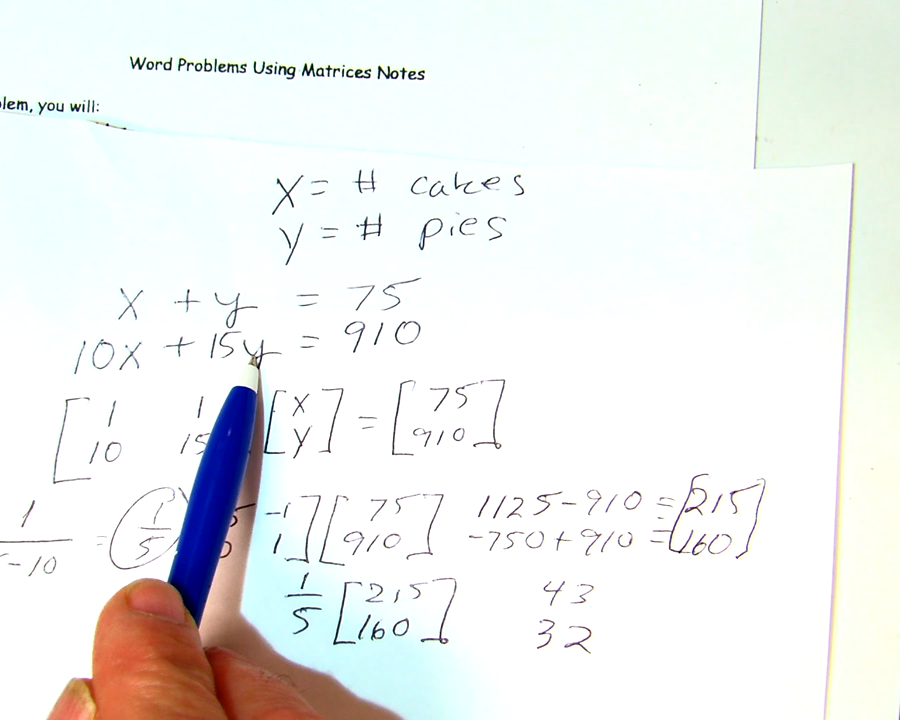 Word Problems Using Matrices Notes
lem, you will:
x = # cakes
y = # pies
x + y = 75
10x + 15y = 910
[1 1 [x y] = [75
10 15 910]
1 / -10 = 1/5 -1 1] [75 910] 1125-910 = [215
-750+910 = 160]
1/5 [215 160] 43
32